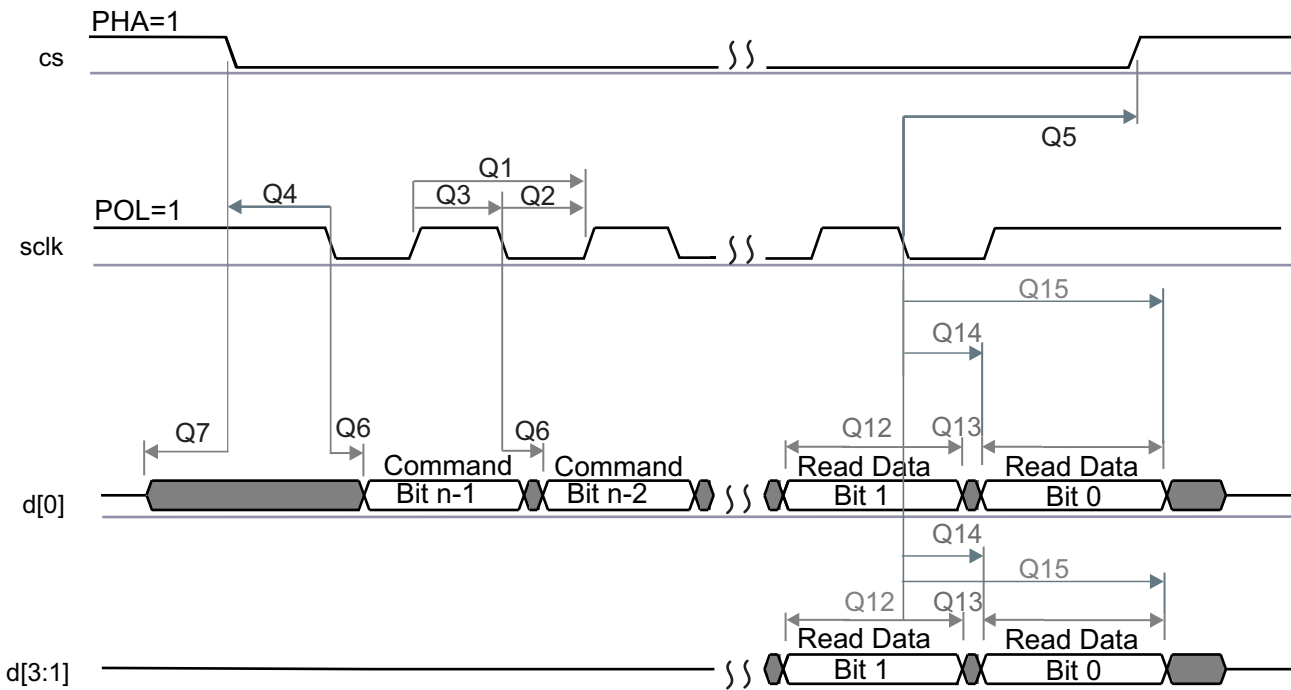 PHA=1
cs
Q5
Q1
Q4
Q3
Q2
POL=1
sclk
Q15
Q14
Q7
Q6
Q6
Q12
Q13
Command
Command
Read Data
Read Data
d[0]
Bit n-1
Bit n-2
Bit 1
Bit 0
Q14
Q15
Q12
Q13
Read Data
Read Data
d[3:1]
Bit 1
Bit 0